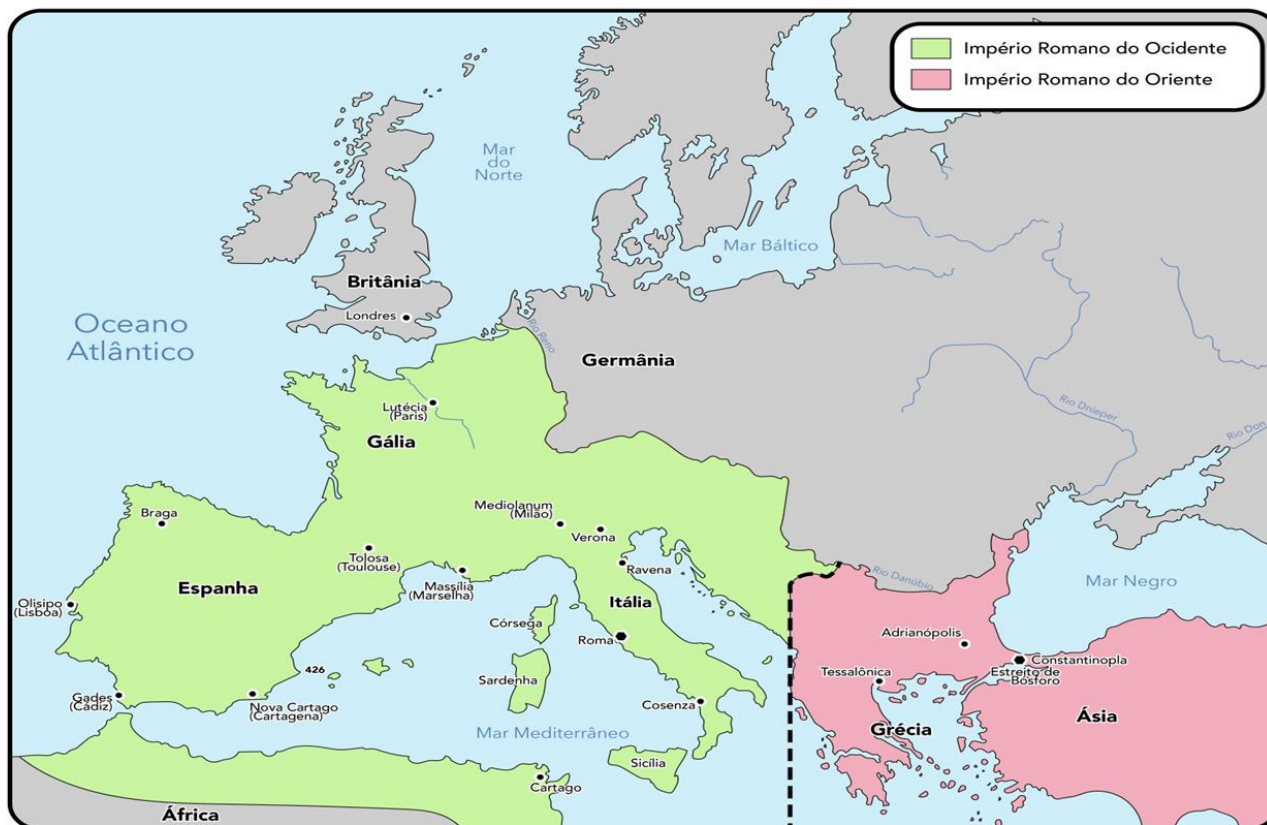 Império Romano do Ocidente
Império Romano do Oriente
Mar
do
Norte
Mar Báltico
Britânia
Londres
Oceano
Atlântico
Rio Reno
Germânia
Lutécia
(Paris)
Rio Dnieper
Rio Don
Gália
Mediolanum
(Milão)
Verona
Braga
Tolosa
(Toulouse)
Massília
(Marselha)
Ravena
Rio Danúbio
Mar Negro
Espanha
Olisipo
(Lisboa)
Itália
Córsega
Roma
Adrianópolis
Constantinopla
Estreito de
Bósforo
426
Sardenha
Tessalônica
Gades
(Cádiz)
Nova Cartago
(Cartagena)
Cosenza
Ásia
Mar Mediterrâneo
Grécia
Sicília
Cartago
África